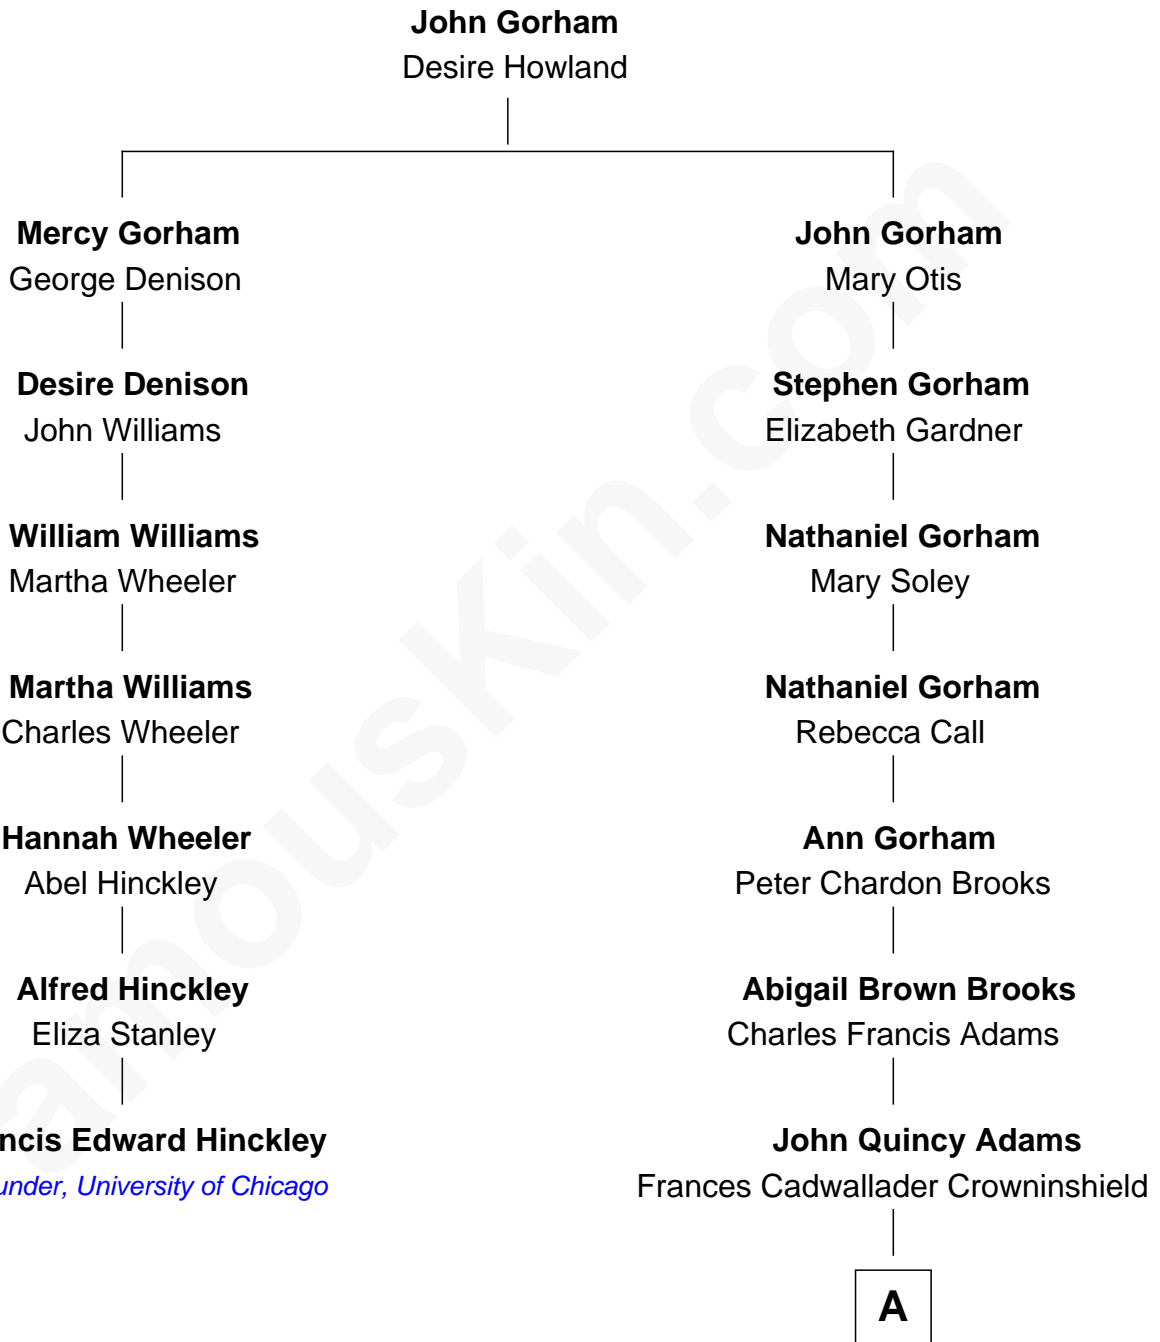 John Gorham
Desire Howland
Mercy Gorham
George Denison
John Gorham
Mary Otis
Desire Denison
John Williams
Stephen Gorham
Elizabeth Gardner
William Williams
Martha Wheeler
Nathaniel Gorham
Mary Soley
Martha Williams
Charles Wheeler
Nathaniel Gorham
Rebecca Call
Hannah Wheeler
Abel Hinckley
Ann Gorham
Peter Chardon Brooks
Alfred Hinckley
Eliza Stanley
Abigail Brown Brooks
Charles Francis Adams
ncis Edward Hinckley
under, University of Chicago
John Quincy Adams
Frances Cadwallader Crowninshield
A
amouskin.com